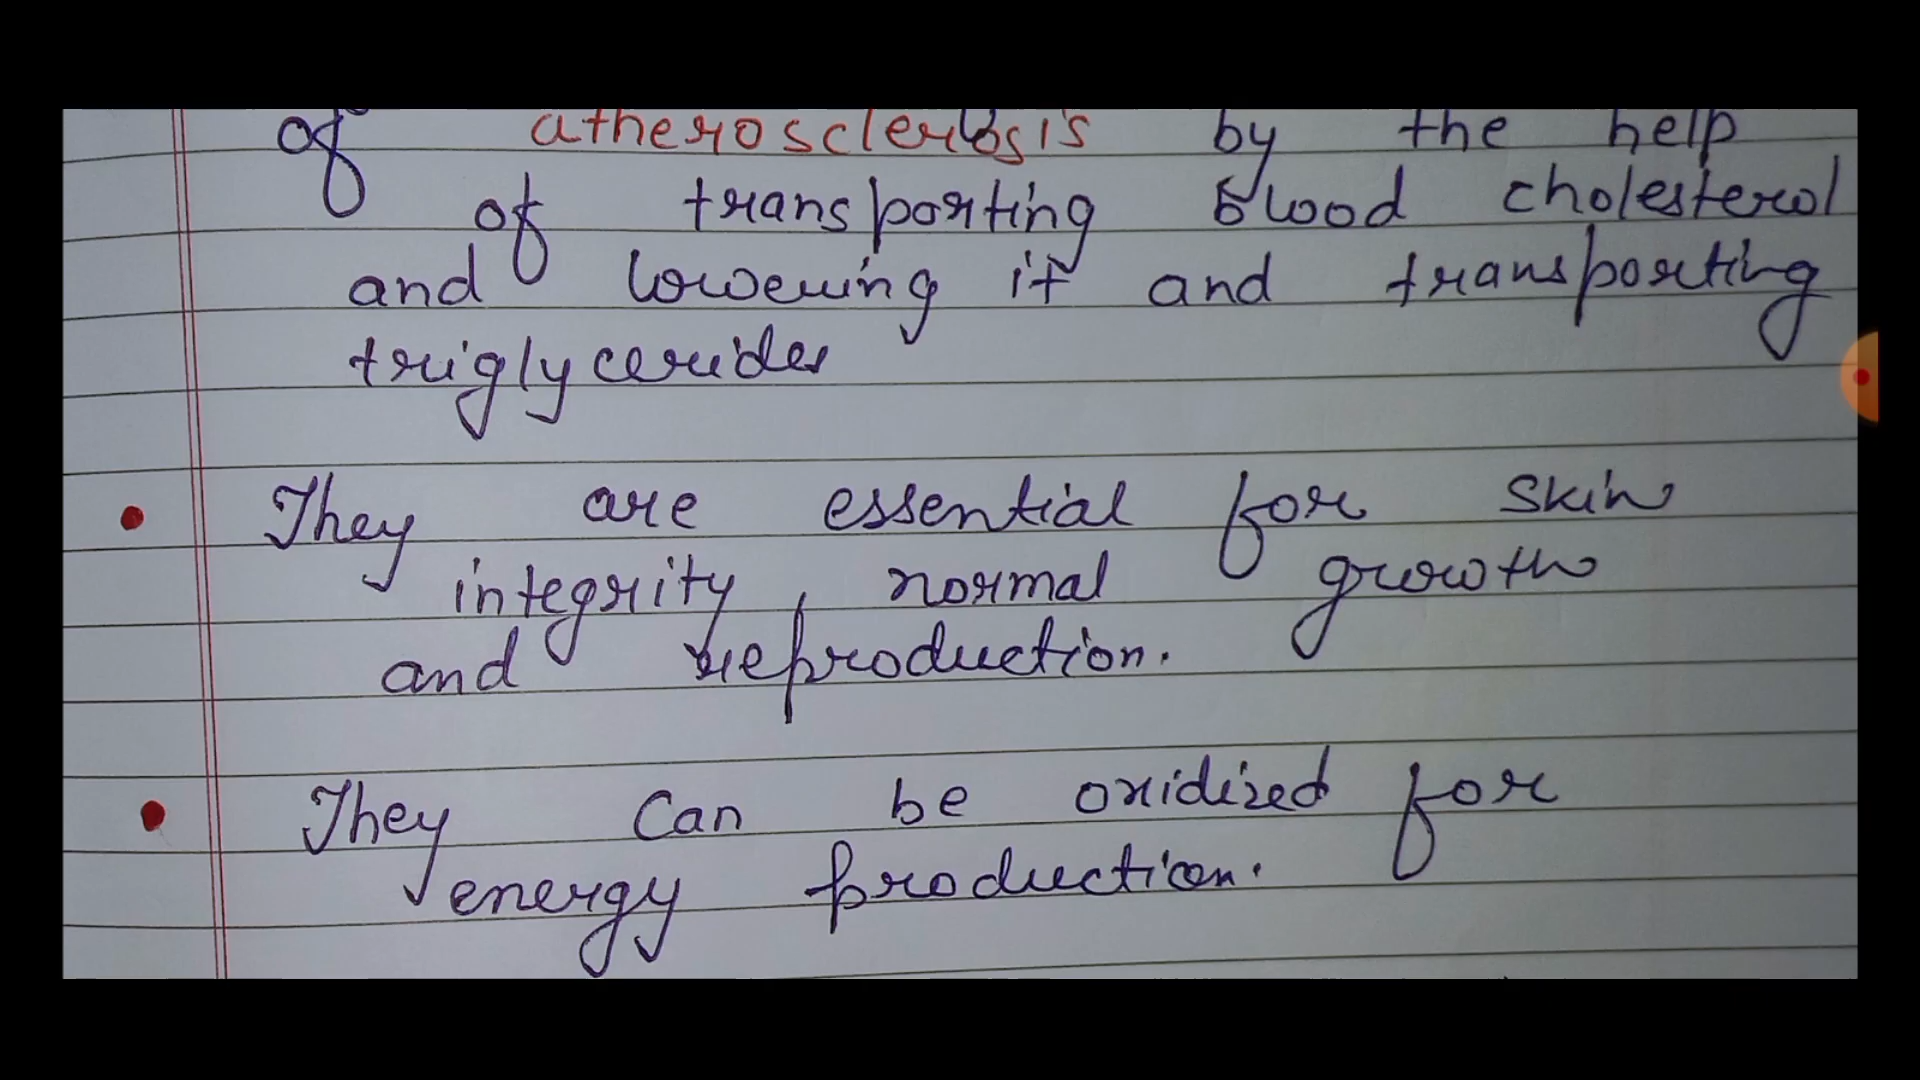 of atherosclerosis by the help
of transporting blood cholesterol
and lowering it and transporting
triglycerides
They are essential for skin
integrity, normal growth
and reproduction.
They can be oxidized for
energy production.